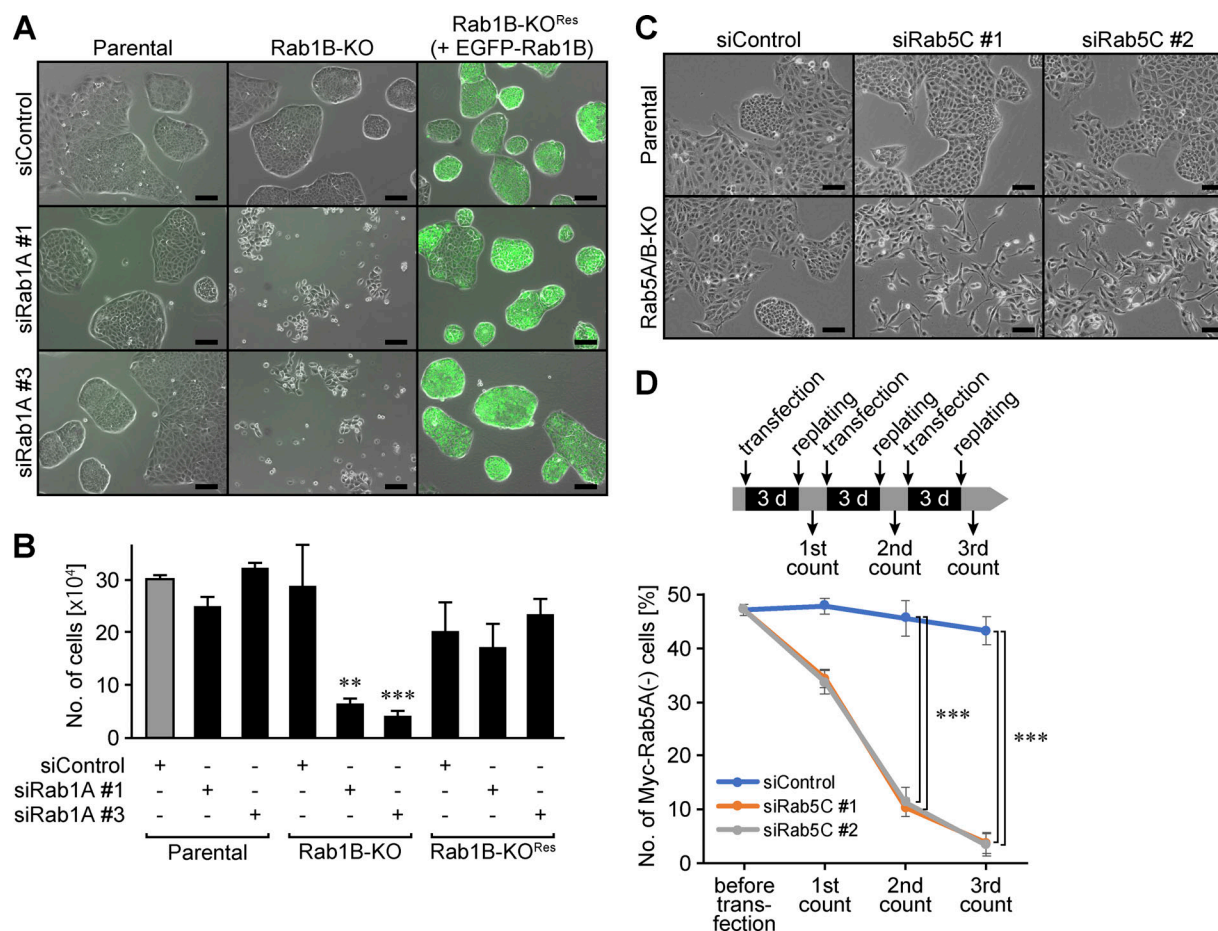 A
Parental
Rab1B-KO
Rab1B-KO^Res
(+ EGFP-Rab1B)
siControl
siRab1A #1
siRab1A #3
B
No. of cells [x10⁴]
30
20
10
0
**
***
siControl + - - + - - + - -
siRab1A #1 - + - - + - - + -
siRab1A #3 - - + - - + - - +
Parental
Rab1B-KO
Rab1B-KO^Res
C
siControl
siRab5C #1
siRab5C #2
Parental
Rab5A/B-KO
D
transfection
replating
transfection
replating
transfection
replating
3 d
3 d
3 d
1st
count
2nd
count
3rd
count
No. of Myc-Rab5A(-) cells [%]
50
40
30
20
10
0
***
***
siControl
siRab5C #1
siRab5C #2
before
trans-
fection
1st
count
2nd
count
3rd
count